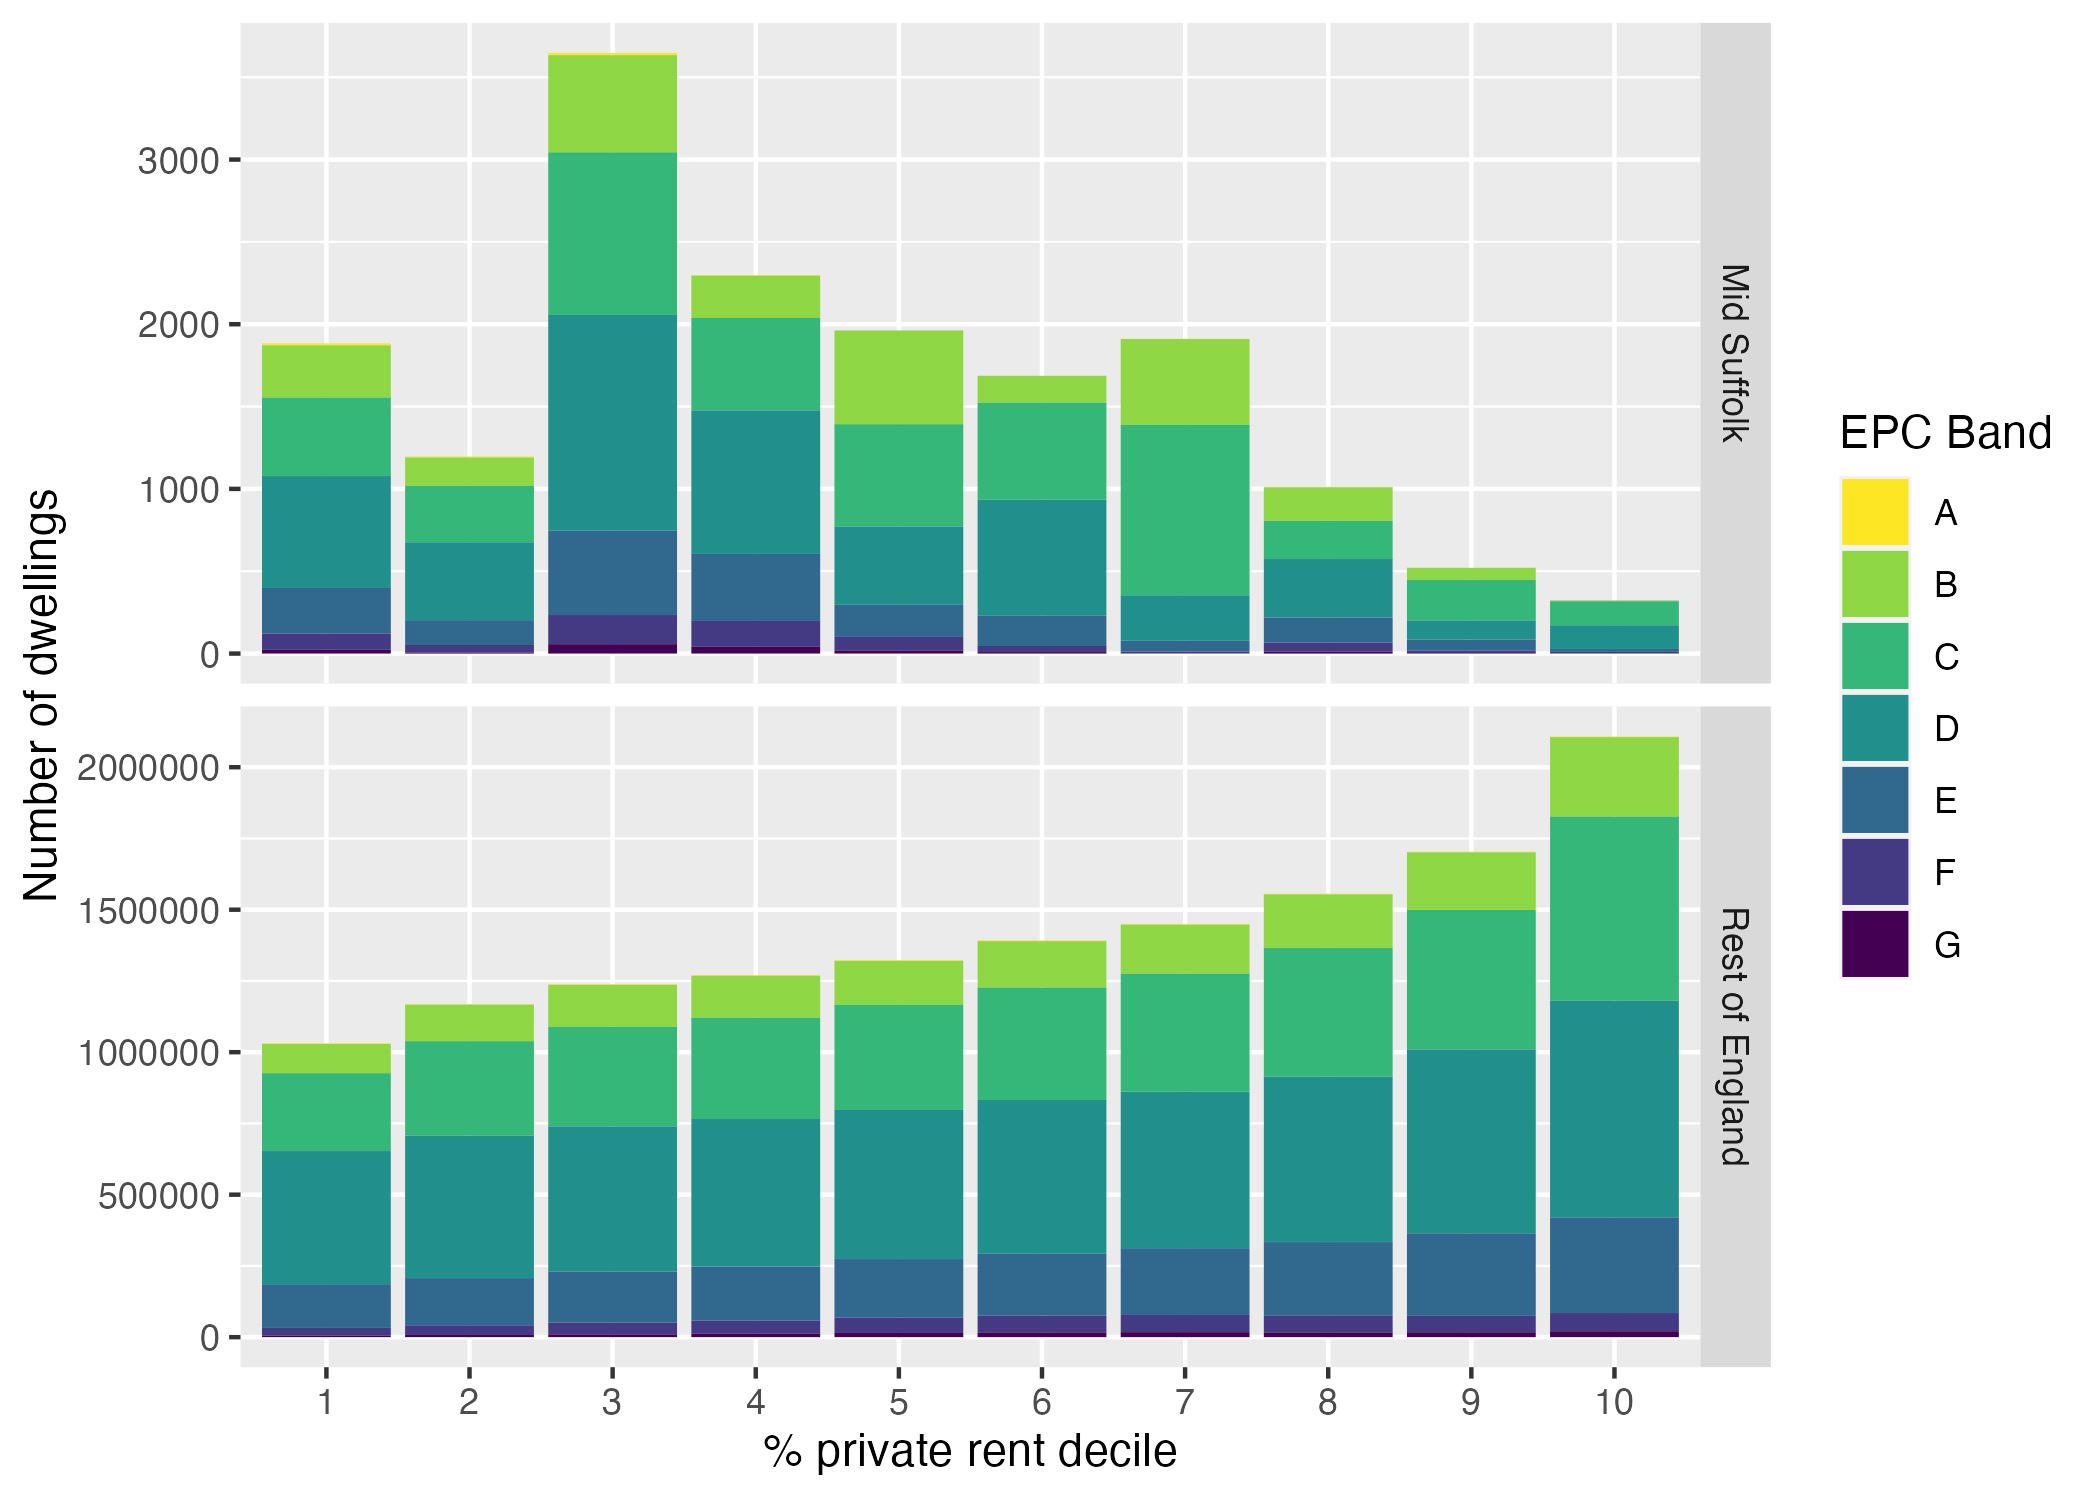 Number of dwellings
3000
2000
1000
0
Mid Suffolk
2000000
1500000
1000000
500000
0
Rest of England
1 2 3 4 5 6 7 8 9 10
% private rent decile
EPC Band
A
B
C
D
E
F
G